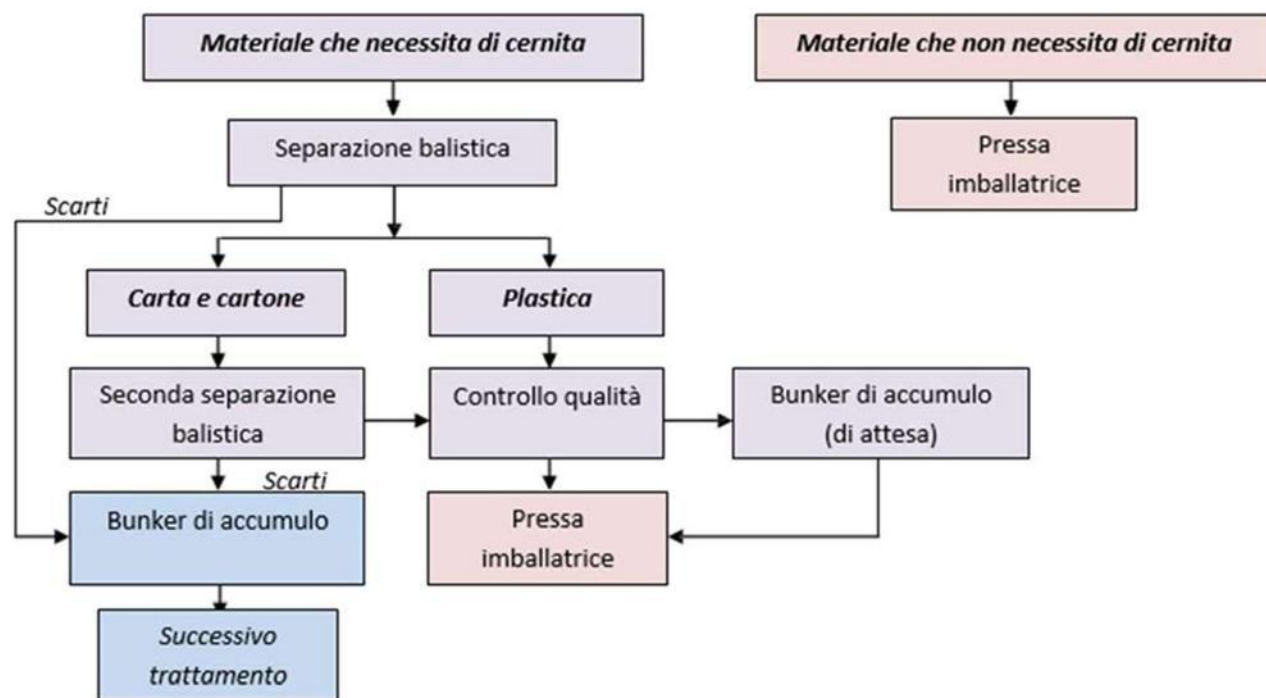 Materiale che necessita di cernita
Materiale che non necessita di cernita
Separazione balistica
Pressa
imballatrice
Scarti
Carta e cartone
Plastica
Seconda separazione
balistica
Controllo qualità
Bunker di accumulo
(di attesa)
Scarti
Bunker di accumulo
Pressa
imballatrice
Successivo
trattamento